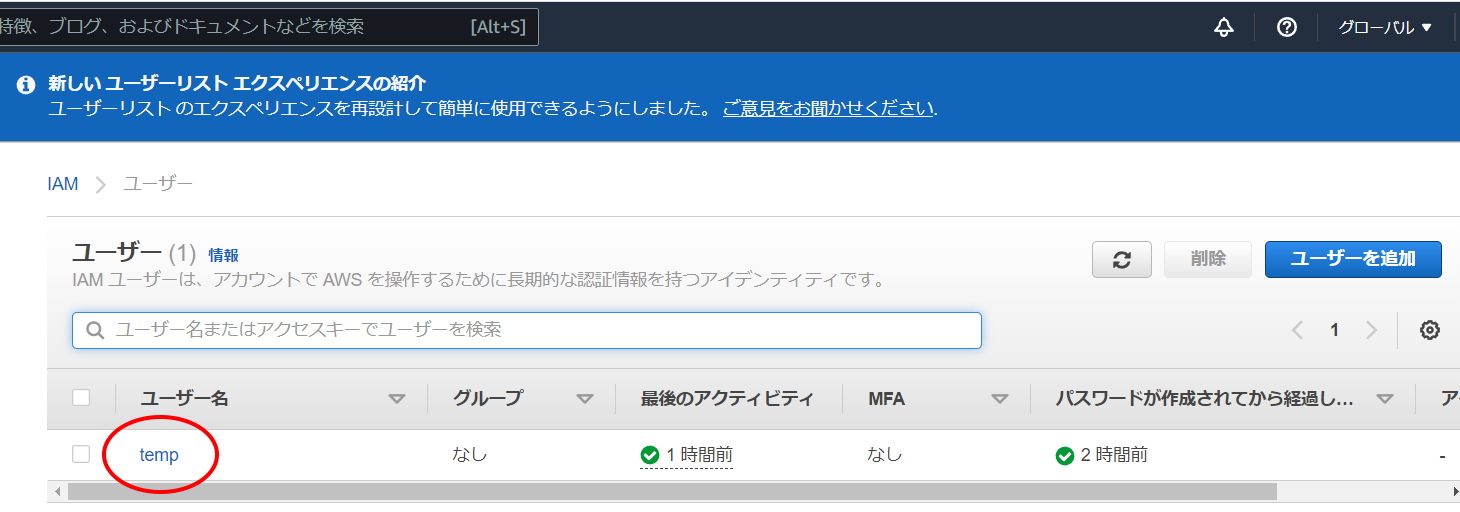 特徴、ブログ、およびドキュメントなどを検索 [Alt+S] グローバル ▼
新しい ユーザーリスト エクスペリエンスの紹介
ユーザーリスト のエクスペリエンスを再設計して簡単に使用できるようにしました。 ご意見をお聞かせください.
IAM > ユーザー
ユーザー (1) 情報
IAM ユーザーは、アカウントで AWS を操作するために長期的な認証情報を持つアイデンティティです。
削除 ユーザーを追加
ユーザー名またはアクセスキーでユーザーを検索 < 1 >
ユーザー名 グループ 最後のアクティビティ MFA パスワードが作成されてから経過し...
temp なし 1 時間前 なし 2 時間前 -